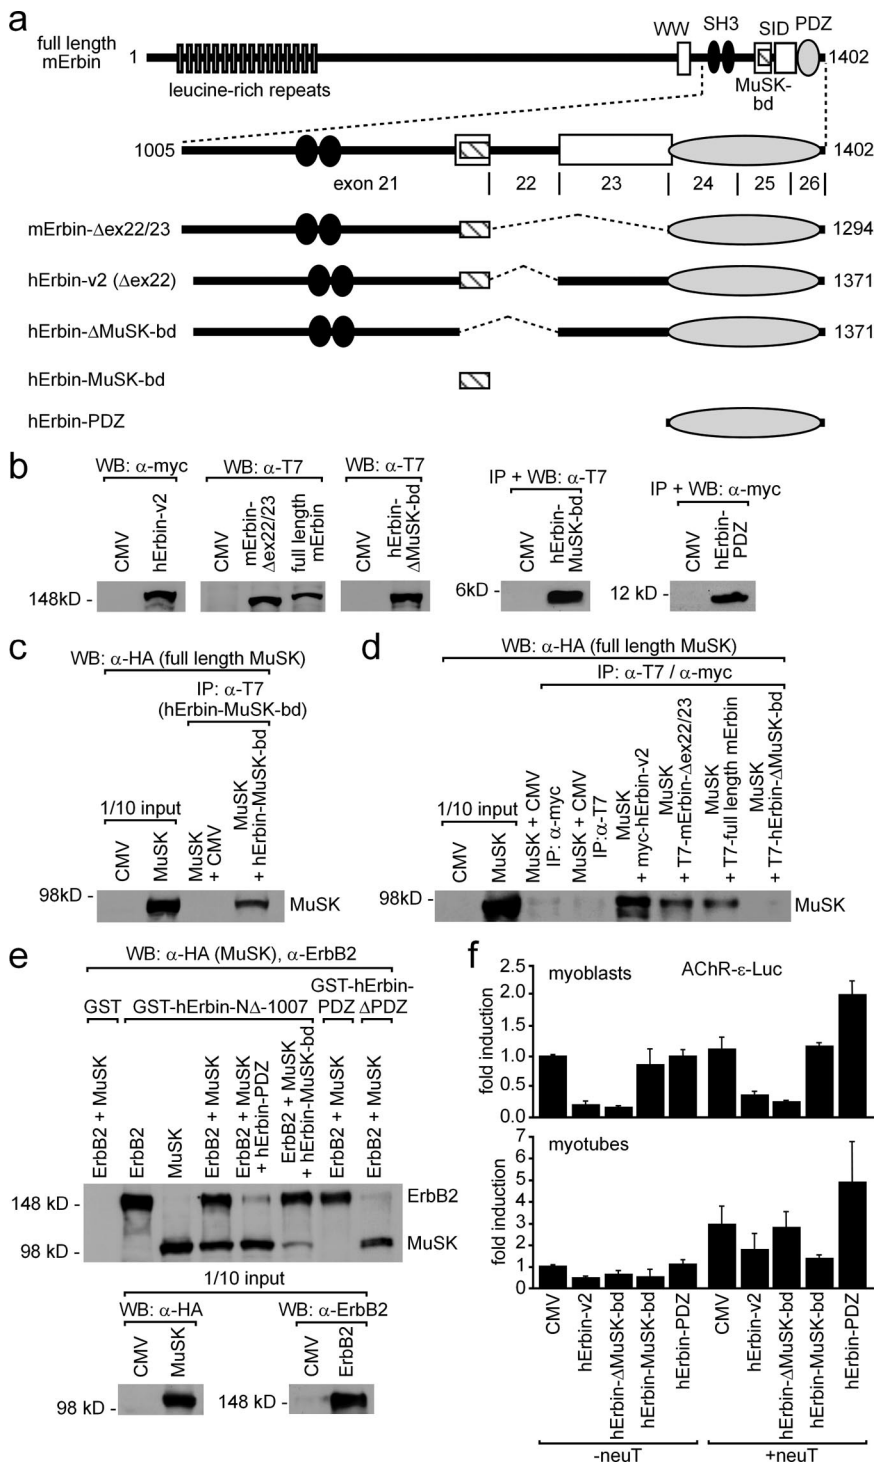 a
full length
mErbin
1
WW
SH3
SID
PDZ
1402
leucine-rich repeats
MuSK-
bd
1005
1402
exon 21
22
23
24
25
26
mErbin-Δex22/23
1294
hErbin-v2 (Δex22)
1371
hErbin-ΔMuSK-bd
1371
hErbin-MuSK-bd
hErbin-PDZ
b
WB: α-myc
CMV
hErbin-v2
148kD -
WB: α-T7
CMV
mErbin-
Δex22/23
full length
mErbin
WB: α-T7
CMV
hErbin-
ΔMuSK-bd
IP + WB: α-T7
CMV
hErbin-
MuSK-bd
6kD -
IP + WB: α-myc
CMV
hErbin-
PDZ
12 kD -
c
WB: α-HA (full length MuSK)
IP: α-T7
(hErbin-MuSK-bd)
1/10 input
CMV
MuSK
MuSK
+ CMV
MuSK
+ hErbin-MuSK-bd
98kD -
MuSK
d
WB: α-HA (full length MuSK)
IP: α-T7 / α-myc
1/10 input
CMV
MuSK
MuSK + CMV
IP: α-myc
MuSK + CMV
IP:α-T7
MuSK
+ myc-hErbin-v2
MuSK
+ T7-mErbin-Δex22/23
MuSK
+ T7-full length mErbin
MuSK
+ T7-hErbin-ΔMuSK-bd
98kD -
MuSK
e
WB: α-HA (MuSK), α-ErbB2
GST
GST-hErbin-NΔ-1007
GST-hErbin-
PDZ
ΔPDZ
ErbB2 + MuSK
ErbB2
MuSK
ErbB2 + MuSK
ErbB2 + MuSK
+ hErbin-PDZ
ErbB2 + MuSK
+ hErbin-MuSK-bd
ErbB2 + MuSK
ErbB2 + MuSK
148 kD -
ErbB2
98 kD -
MuSK
1/10 input
WB: α-HA
CMV
MuSK
98 kD -
WB: α-ErbB2
CMV
ErbB2
148 kD -
f
myoblasts
AChR-ε-Luc
fold induction
2.5
2.0
1.5
1.0
0.5
0.0
myotubes
fold induction
7
6
5
4
3
2
1
0
CMV
hErbin-v2
hErbin-ΔMuSK-bd
hErbin-MuSK-bd
hErbin-PDZ
CMV
hErbin-v2
hErbin-ΔMuSK-bd
hErbin-MuSK-bd
hErbin-PDZ
-neuT
+neuT